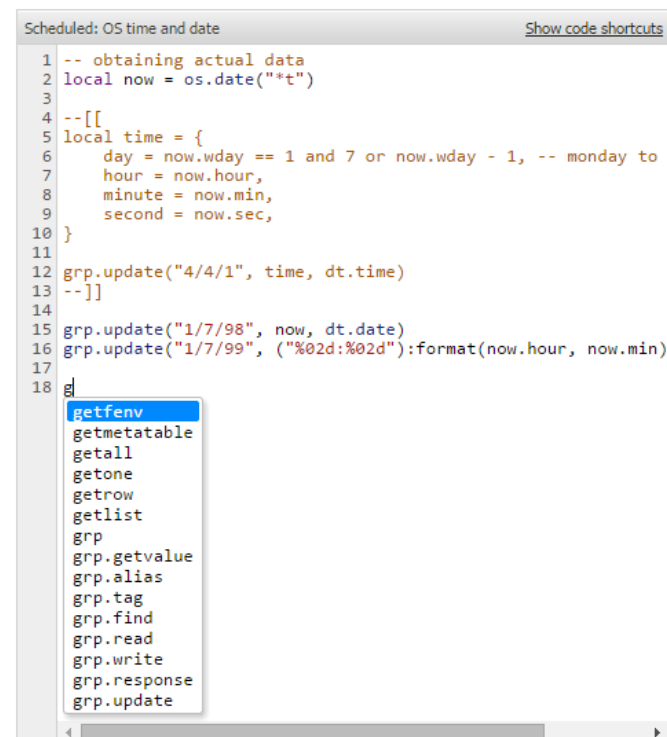 Scheduled: OS time and date Show code shortcuts
1 -- obtaining actual data
2 local now = os.date("*t")
3
4 --[[
5 local time = {
6     day = now.wday == 1 and 7 or now.wday - 1, -- monday to
7     hour = now.hour,
8     minute = now.min,
9     second = now.sec,
10 }
11
12 grp.update("4/4/1", time, dt.time)
13 --]]
14
15 grp.update("1/7/98", now, dt.date)
16 grp.update("1/7/99", ("%02d:%02d"):format(now.hour, now.min)
17
18 g
getfenv
getmetatable
getall
getone
getrow
getlist
grp
grp.getvalue
grp.alias
grp.tag
grp.find
grp.read
grp.write
grp.response
grp.update